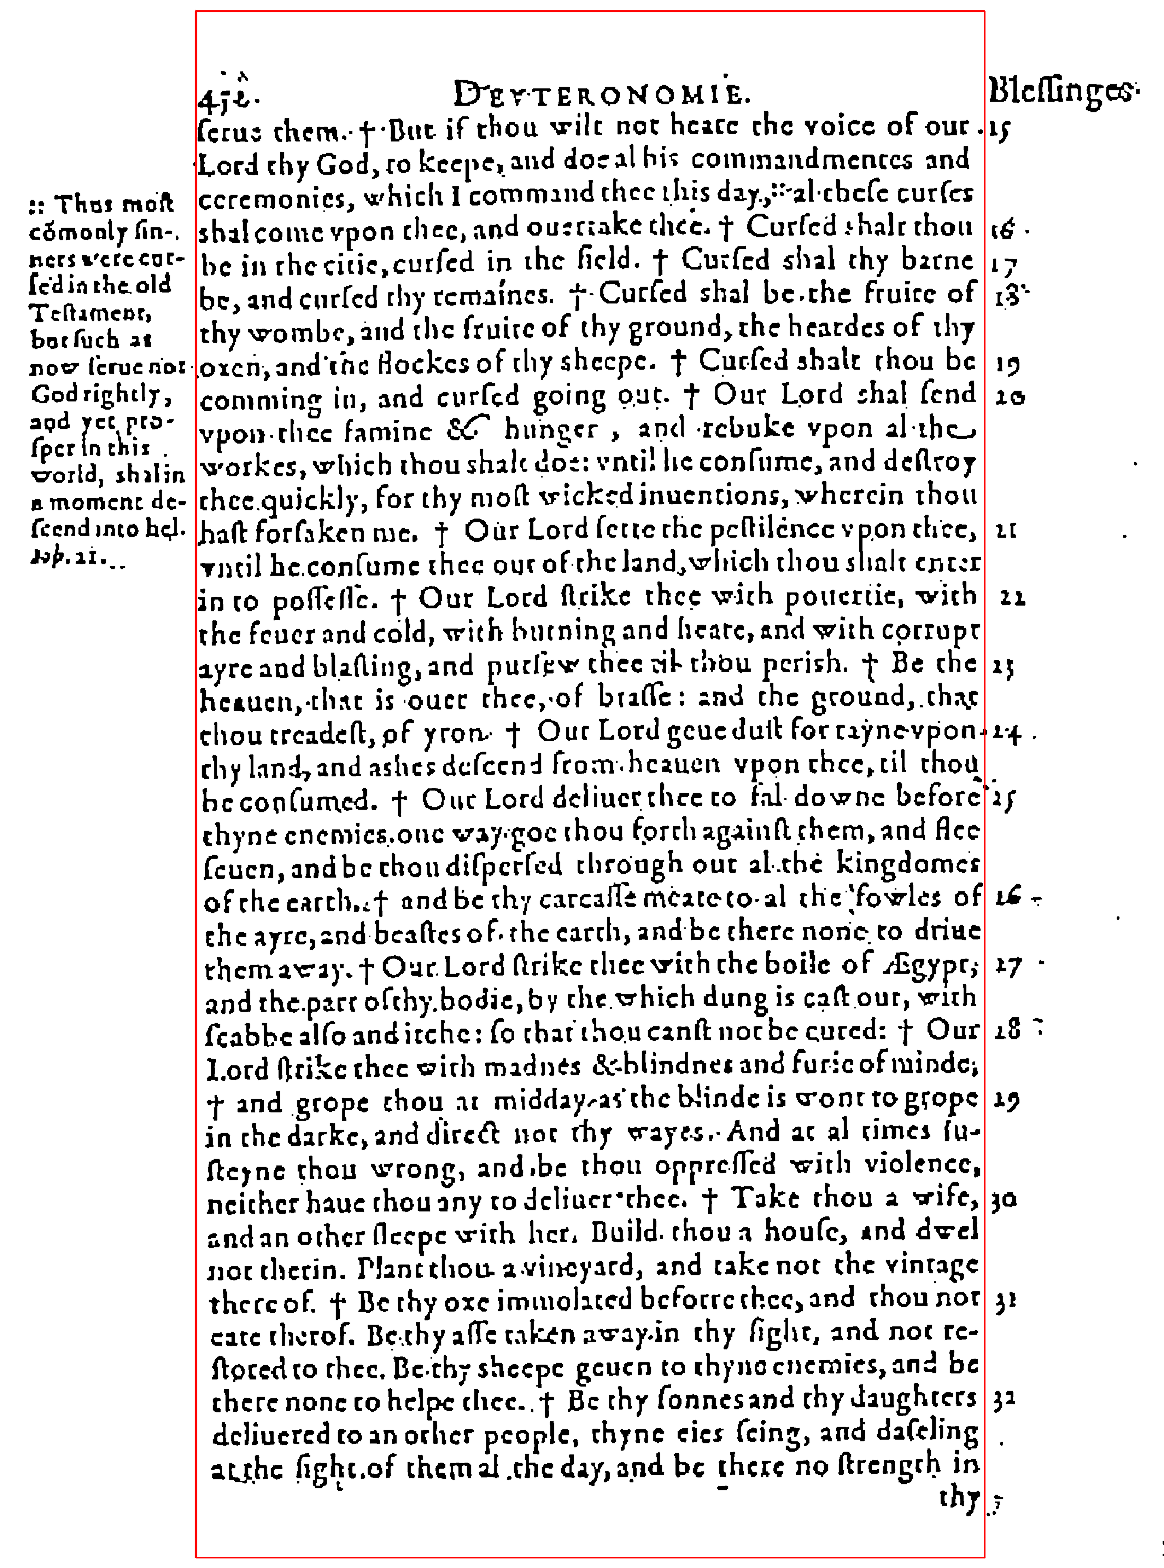 DEVTERONOMIE. Blessinges.
ſerue them. † But if thou wilt not heare the voice of our 15
Lord thy God, to keepe, and doe al his commandmentes and
ceremonies, which I command thee this day, :: al these curſes
shal come vpon thee, and ouertake thee. † Curſed shalt thou 16
be in the citie, curſed in the field. † Curſed shal thy barne 17
be, and curſed thy remaines. † Curſed shal be the fruite of 18
thy wombe, and the fruite of thy ground, the heardes of thy
oxen, and the flockes of thy sheepe. † Curſed shalt thou be 19
comming in, and curſed going out. † Our Lord shal ſend 20
vpon thee famine & hunger, and rebuke vpon al the
workes, which thou shalt doe: vntil he conſume, and deſtroy
thee quickly, for thy moſt wicked inuentions, wherein thou
haſt forſaken me. † Our Lord ſette the peſtilence vpon thee, 21
vntil he conſume thee out of the land, which thou shalt enter
in to poſſeſſe. † Our Lord ſtrike thee with pouertie, with 22
the feuer and cold, with burning and heate, and with corrupt
ayre and blaſting, and purſew thee til thou perish. † Be the 23
heauen, that is ouer thee, of braſſe: and the ground, that
thou treadeſt, of yron. † Our Lord geue duſt for rayne vpon 24
thy land, and ashes deſcend from heauen vpon thee, til thou
be conſumed. † Our Lord deliuer thee to fal downe before 25
thyne enemies. one way goe thou forth againſt them, and flee
ſeuen, and be thou diſperſed through out al the kingdomes
of the earth. † and be thy carcaſſe meate to al the fowles of 26
the ayre, and beaſtes of the earth, and be there none to driue
them away. † Our Lord ſtrike thee with the boile of Ægypt, 27
and the part of thy bodie, by the which dung is caſt out, with
ſcabbe alſo and itche: ſo that thou canſt not be cured: † Our 28
Lord ſtrike thee with madnes & blindnes and furie of minde;
† and grope thou at midday as the blinde is wont to grope 29
in the darke, and direct not thy wayes. And at al times ſu-
ſteyne thou wrong, and be thou oppreſſed with violence,
neither haue thou any to deliuer thee. † Take thou a wife, 30
and an other ſleepe with her. Build thou a houſe, and dwel
not therin. Plant thou a vineyard, and take not the vintage
thereof. † Be thy oxe immolated beforre thee, and thou not 31
eate therof. Be thy aſſe taken away in thy ſight, and not re-
ſtored to thee. Be thy sheepe geuen to thyne enemies, and be
there none to helpe thee. † Be thy ſonnes and thy daughters 32
deliuered to an other people, thyne eies ſeing, and daſeling
at the ſight of them al the day, and be there no ſtrength in
thy
:: Thus moſt
cōmonly ſin-
ners were cur-
ſed in the old
Teſtament,
but ſuch as
now ſerue not
God rightly,
and yet pro-
ſper in this
world, shal in
a moment de-
ſcend into hel.
Iob. 21.